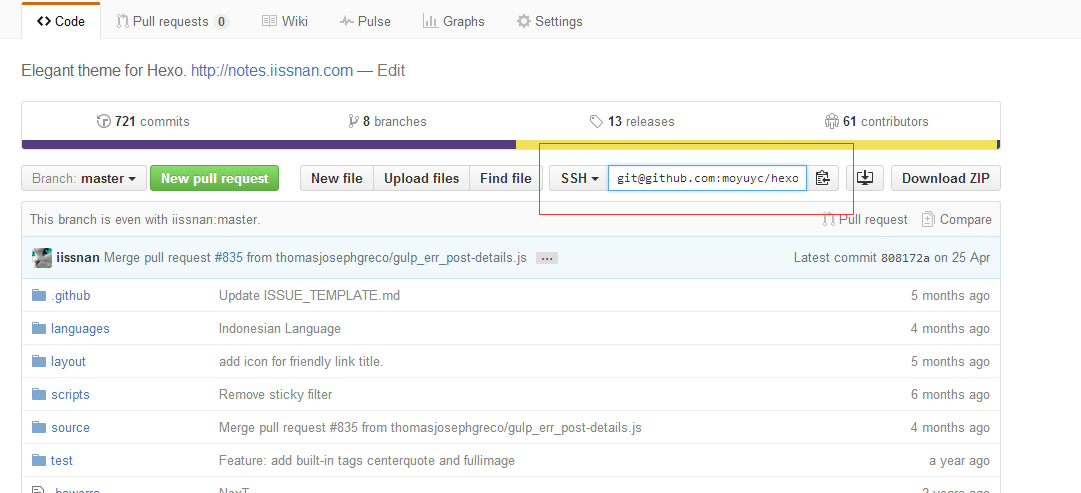 Code Pull requests 0 Wiki Pulse Graphs Settings
Elegant theme for Hexo. http://notes.iissnan.com — Edit
721 commits 8 branches 13 releases 61 contributors
Branch: master New pull request New file Upload files Find file SSH git@github.com:moyuyc/hexo Download ZIP
This branch is even with iissnan:master. Pull request Compare
iissnan Merge pull request #835 from thomasjosephgreco/gulp_err_post-details.js ... Latest commit 808172a on 25 Apr
.github Update ISSUE_TEMPLATE.md 5 months ago
languages Indonesian Language 4 months ago
layout add icon for friendly link title. 5 months ago
scripts Remove sticky filter 6 months ago
source Merge pull request #835 from thomasjosephgreco/gulp_err_post-details.js 4 months ago
test Feature: add built-in tags centerquote and fullimage a year ago